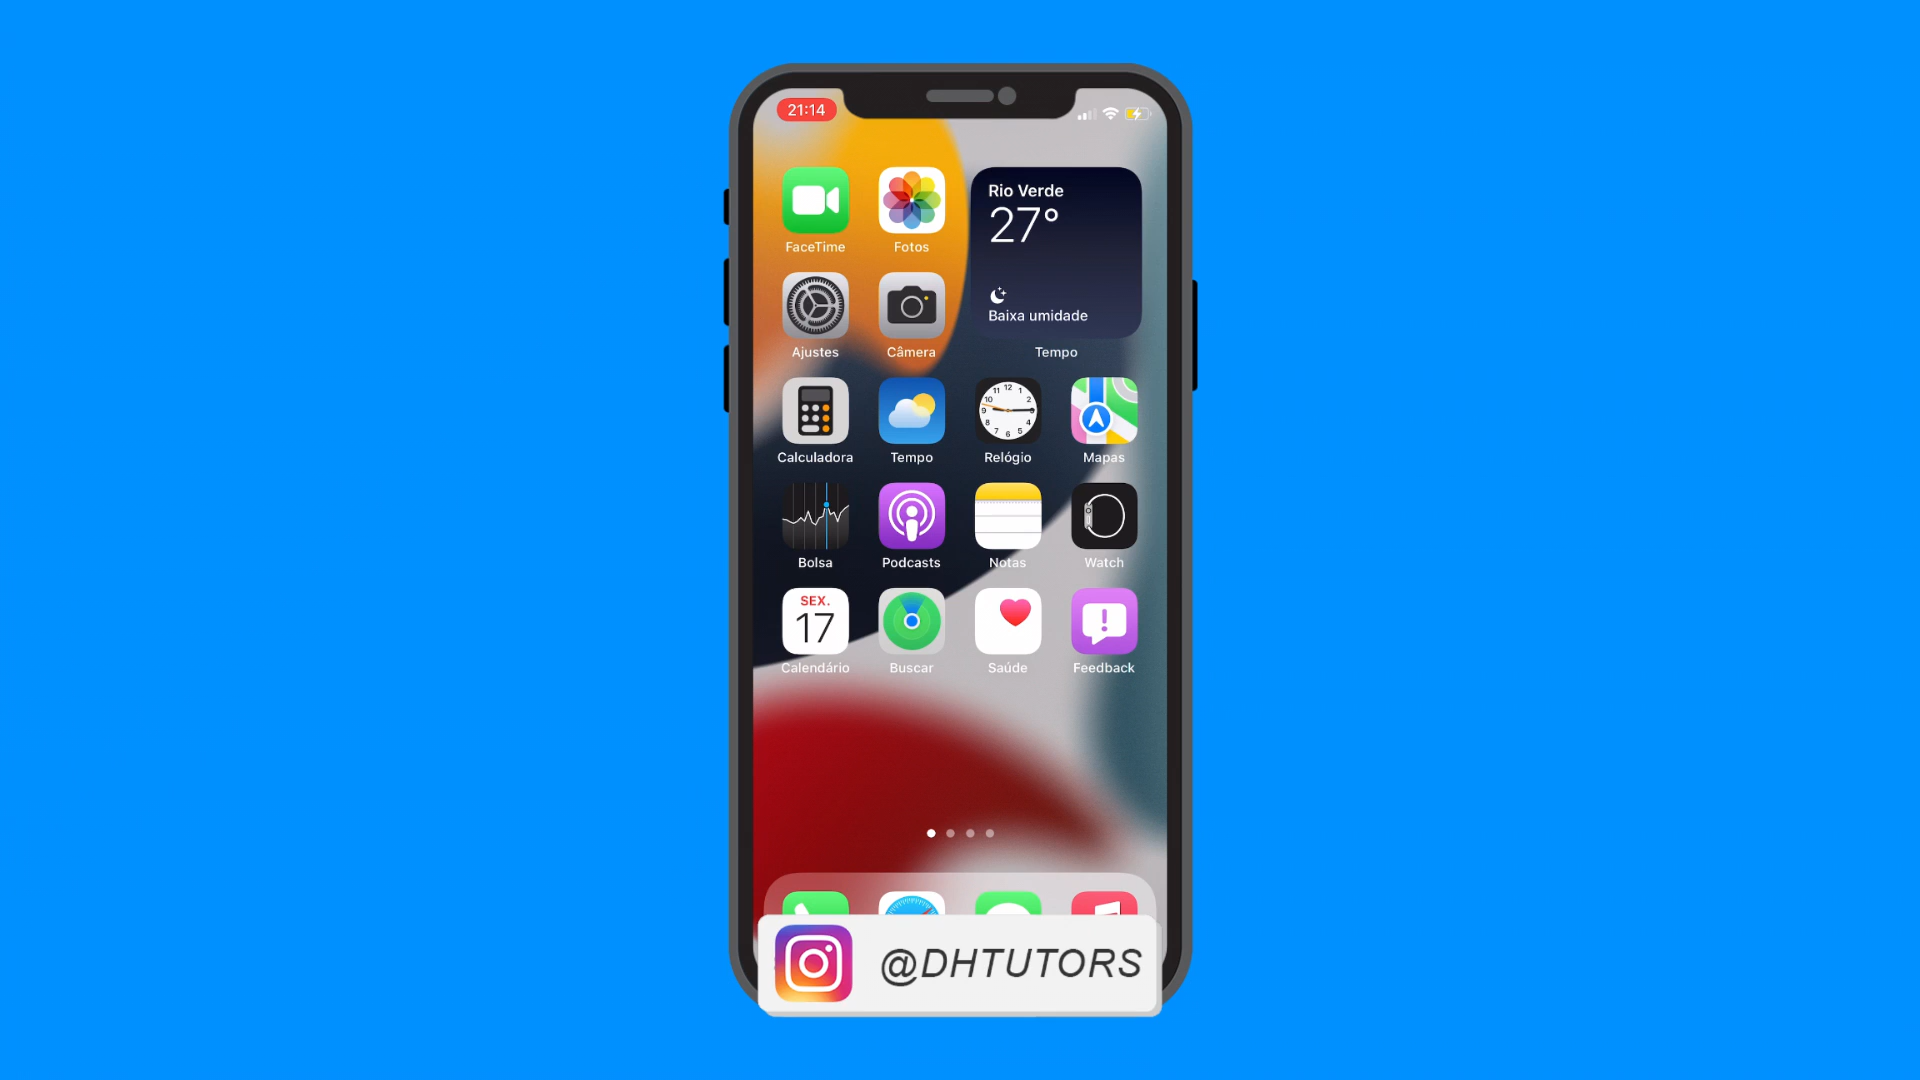 21:14
FaceTime
Fotos
Rio Verde
27°
Baixa umidade
Ajustes
Câmera
Tempo
Calculadora
Tempo
Relógio
Mapas
Bolsa
Podcasts
Notas
Watch
SEX.
17
Calendário
Buscar
Saúde
Feedback
@DHTUTORS